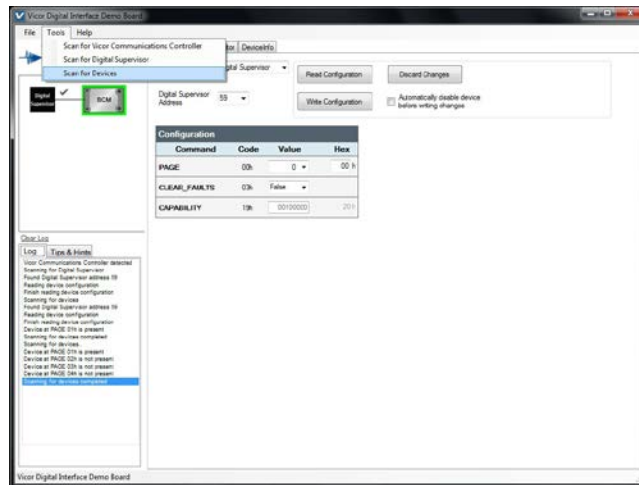 Vicor Digital Interface Demo Board
File Tools Help
Scan for Vicor Communications Controller
Scan for Digital Supervisor
Scan for Devices
DeviceInfo
Supervisor
Read Configuration
Discard Changes
Digital Supervisor
BCM
Digital Supervisor Address 59
Write Configuration
Automatically disable device before writing changes
Configuration
Command Code Value Hex
PAGE 00h 0 00 h
CLEAR_FAULTS 03h False
CAPABILITY 19h 00100000 20 h
Clear Log
Log Tips & Hints
Vicor Communications Controller detected
Scanning for Digital Supervisor
Found Digital Supervisor address 59
Reading device configuration
Finish reading device configuration
Scanning for devices
Found Digital Supervisor address 59
Reading device configuration
Finish reading device configuration
Device at PAGE 01h is present
Scanning for devices completed
Scanning for devices..
Device at PAGE 01h is present
Device at PAGE 02h is not present
Device at PAGE 03h is not present
Device at PAGE 04h is not present
Scanning for devices completed
Vicor Digital Interface Demo Board